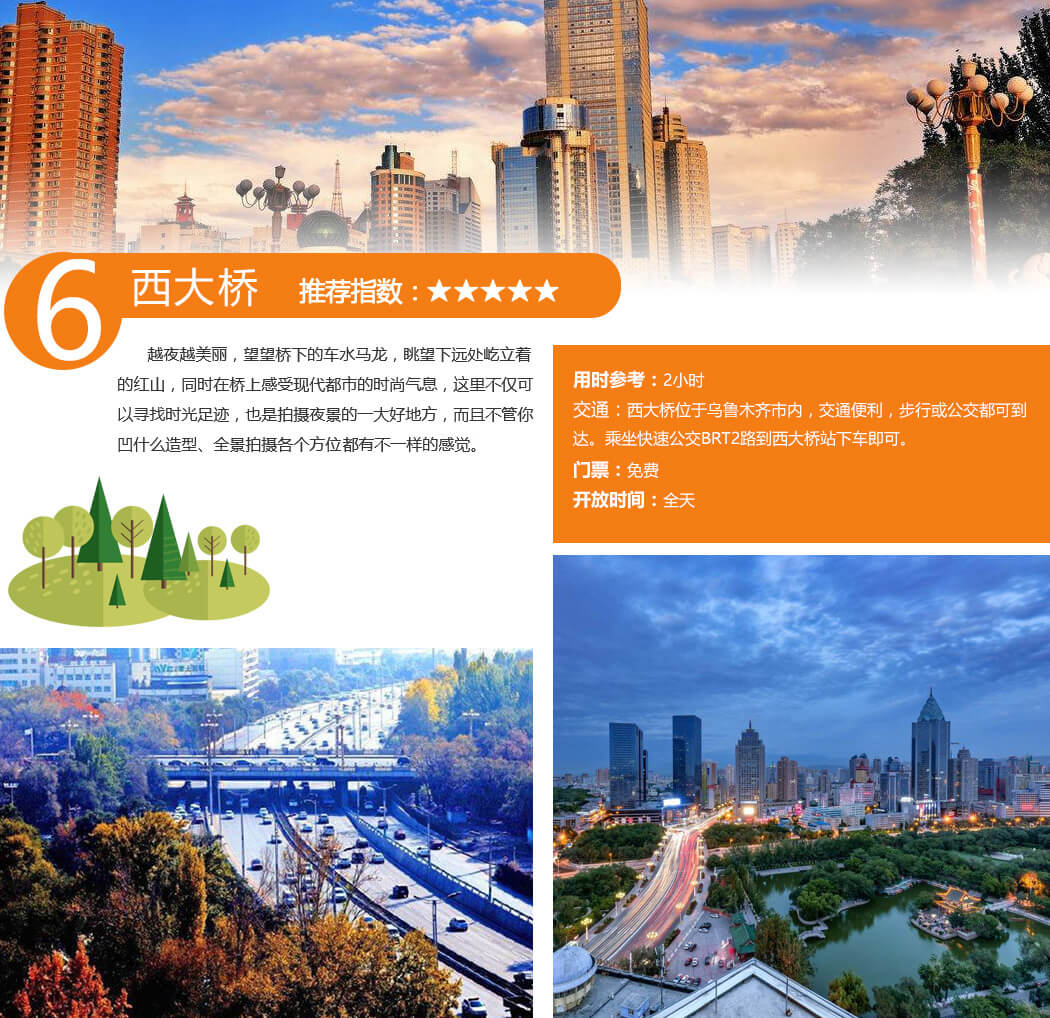 6 西大桥 推荐指数：★★★★★
越夜越美丽，望望桥下的车水马龙，眺望下远处屹立着
的红山，同时在桥上感受现代都市的时尚气息，这里不仅可
以寻找时光足迹，也是拍摄夜景的一大好地方，而且不管你
凹什么造型、全景拍摄各个方位都有不一样的感觉。
用时参考：2小时
交通：西大桥位于乌鲁木齐市内，交通便利，步行或公交都可到
达。乘坐快速公交BRT2路到西大桥站下车即可。
门票：免费
开放时间：全天